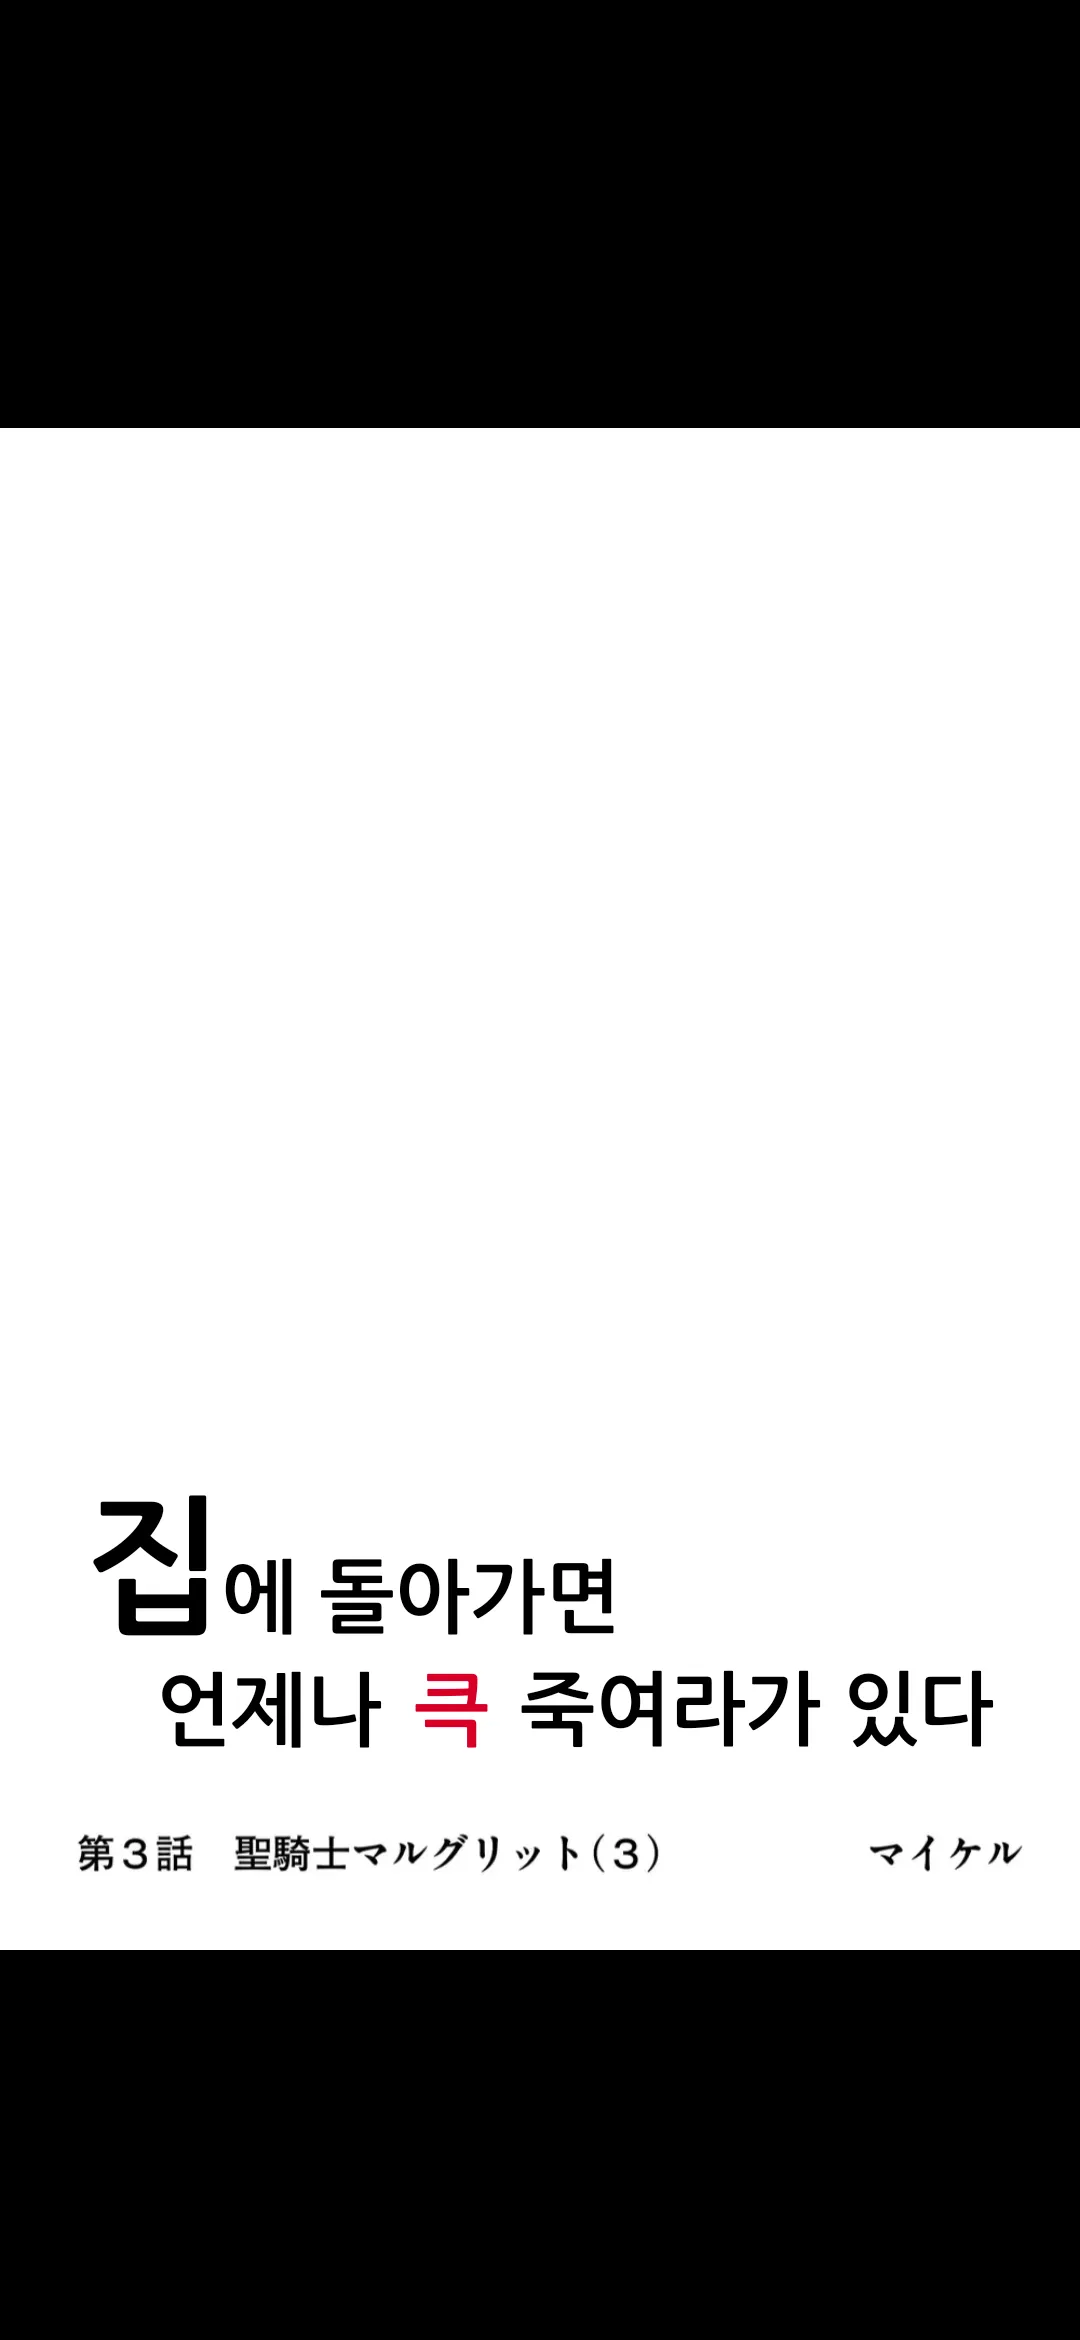 집에 돌아가면
언제나 큭 죽여라가 있다
第3話　聖騎士マルグリット(3)　マイケル